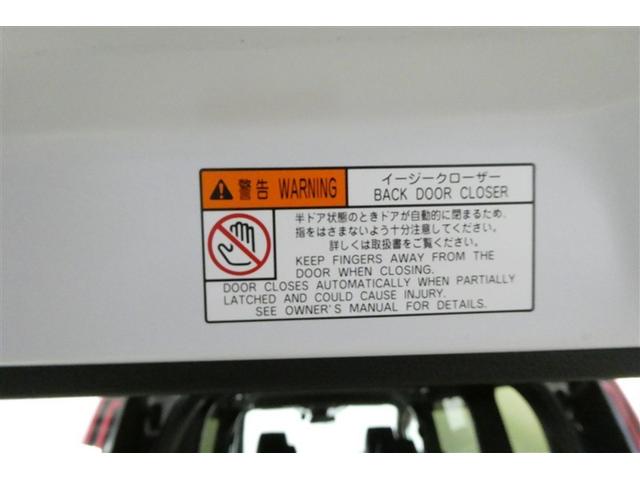 警告 WARNING
イージークローザー
BACK DOOR CLOSER
半ドア状態のときドアが自動的に閉まるため、
指をはさまないよう十分注意してください。
詳しくは取扱書をご覧ください。
KEEP FINGERS AWAY FROM THE
DOOR WHEN CLOSING.
DOOR CLOSES AUTOMATICALLY WHEN PARTIALLY
LATCHED AND COULD CAUSE INJURY.
SEE OWNER'S MANUAL FOR DETAILS.